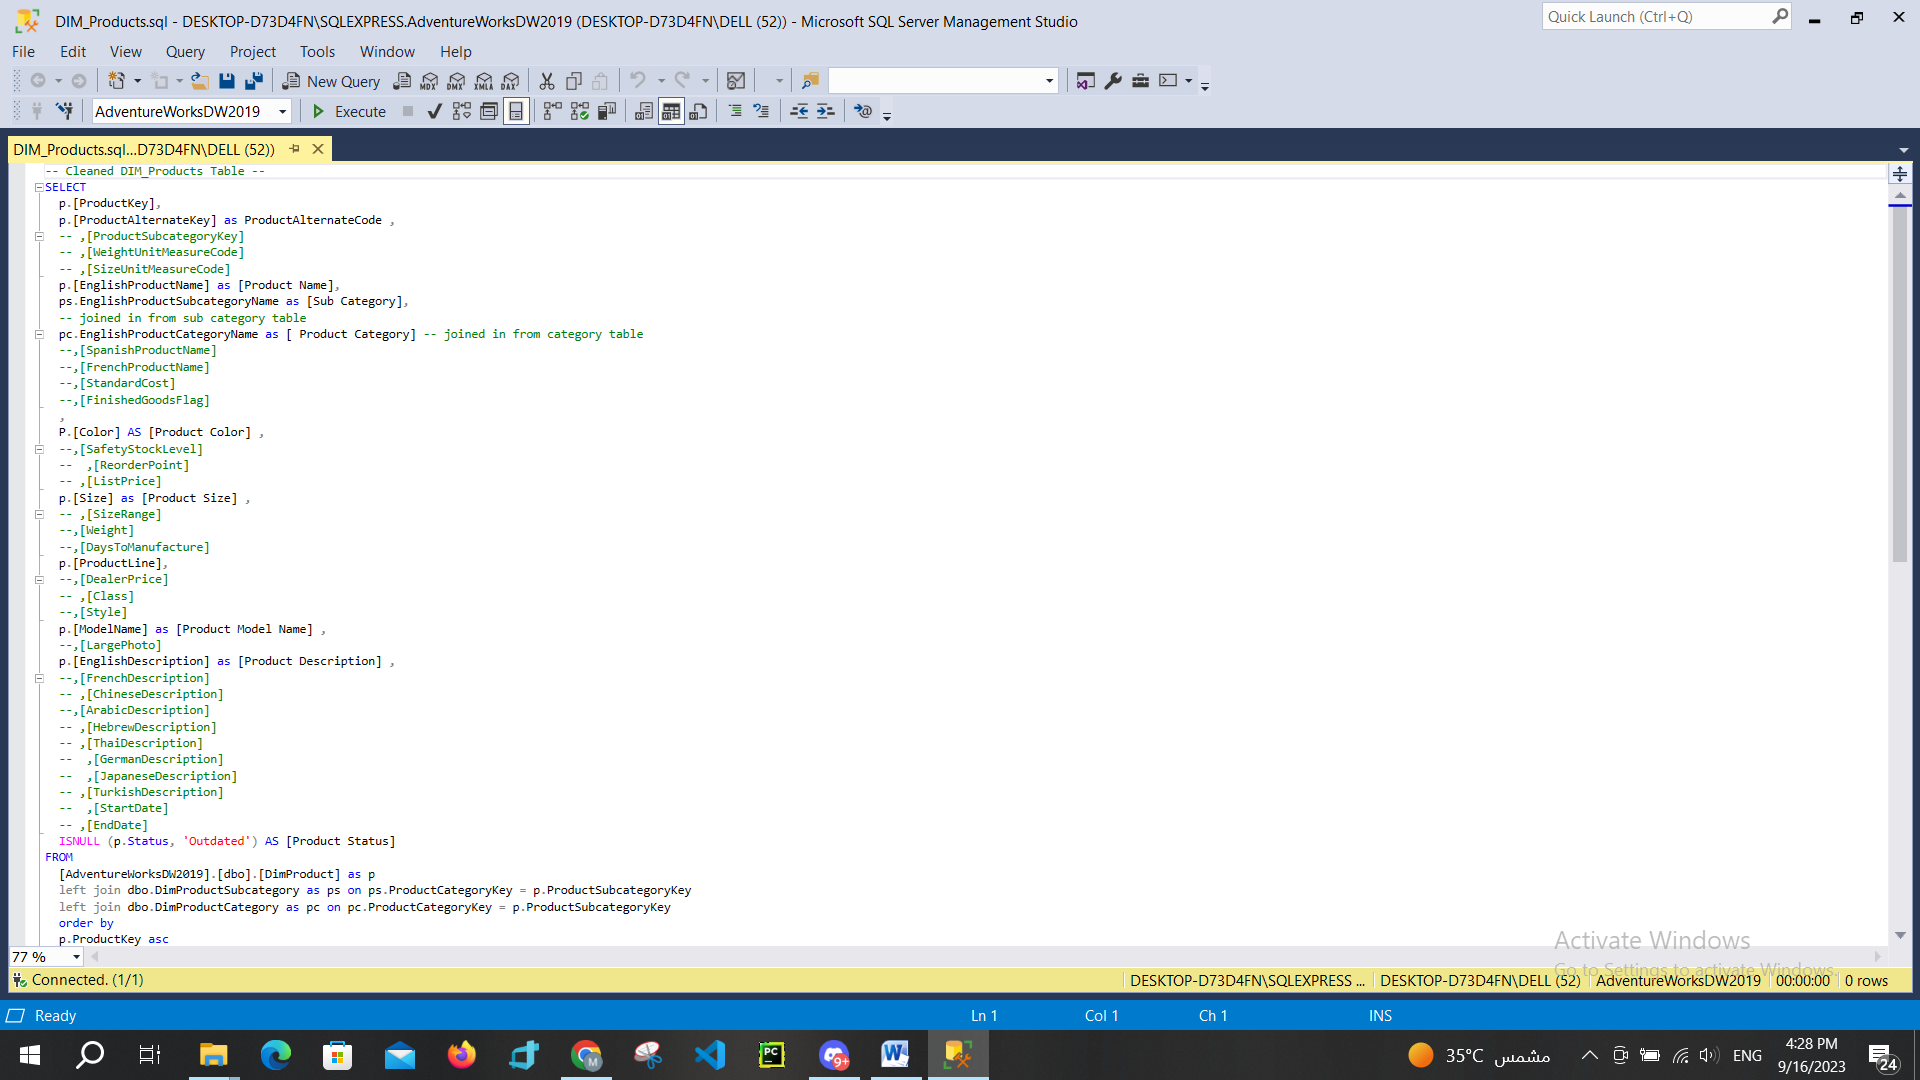 DIM_Products.sql - DESKTOP-D73D4FN\SQLEXPRESS.AdventureWorksDW2019 (DESKTOP-D73D4FN\DELL (52)) - Microsoft SQL Server Management Studio
Quick Launch (Ctrl+Q)
File Edit View Query Project Tools Window Help
New Query MDX DMX XMLA DAX
AdventureWorksDW2019 Execute
DIM_Products.sql...D73D4FN\DELL (52))
-- Cleaned DIM_Products Table --
SELECT
p.[ProductKey],
p.[ProductAlternateKey] as ProductAlternateCode ,
-- ,[ProductSubcategoryKey]
-- ,[WeightUnitMeasureCode]
-- ,[SizeUnitMeasureCode]
p.[EnglishProductName] as [Product Name],
ps.EnglishProductSubcategoryName as [Sub Category],
-- joined in from sub category table
pc.EnglishProductCategoryName as [ Product Category] -- joined in from category table
--,[SpanishProductName]
--,[FrenchProductName]
--,[StandardCost]
--,[FinishedGoodsFlag]
,
P.[Color] AS [Product Color] ,
--,[SafetyStockLevel]
--  ,[ReorderPoint]
-- ,[ListPrice]
p.[Size] as [Product Size] ,
-- ,[SizeRange]
--,[Weight]
--,[DaysToManufacture]
p.[ProductLine],
--,[DealerPrice]
-- ,[Class]
--,[Style]
p.[ModelName] as [Product Model Name] ,
--,[LargePhoto]
p.[EnglishDescription] as [Product Description] ,
--,[FrenchDescription]
-- ,[ChineseDescription]
--,[ArabicDescription]
-- ,[HebrewDescription]
-- ,[ThaiDescription]
--  ,[GermanDescription]
--  ,[JapaneseDescription]
-- ,[TurkishDescription]
--  ,[StartDate]
-- ,[EndDate]
ISNULL (p.Status, 'Outdated') AS [Product Status]
FROM
[AdventureWorksDW2019].[dbo].[DimProduct] as p
left join dbo.DimProductSubcategory as ps on ps.ProductCategoryKey = p.ProductSubcategoryKey
left join dbo.DimProductCategory as pc on pc.ProductCategoryKey = p.ProductSubcategoryKey
order by
p.ProductKey asc
Activate Windows
Go to Settings to activate Windows.
77 %
Connected. (1/1) DESKTOP-D73D4FN\SQLEXPRESS ... DESKTOP-D73D4FN\DELL (52) AdventureWorksDW2019 00:00:00 0 rows
Ready Ln 1 Col 1 Ch 1 INS
PC 9+ W 35°C مشمس ENG 4:28 PM
9/16/2023 24